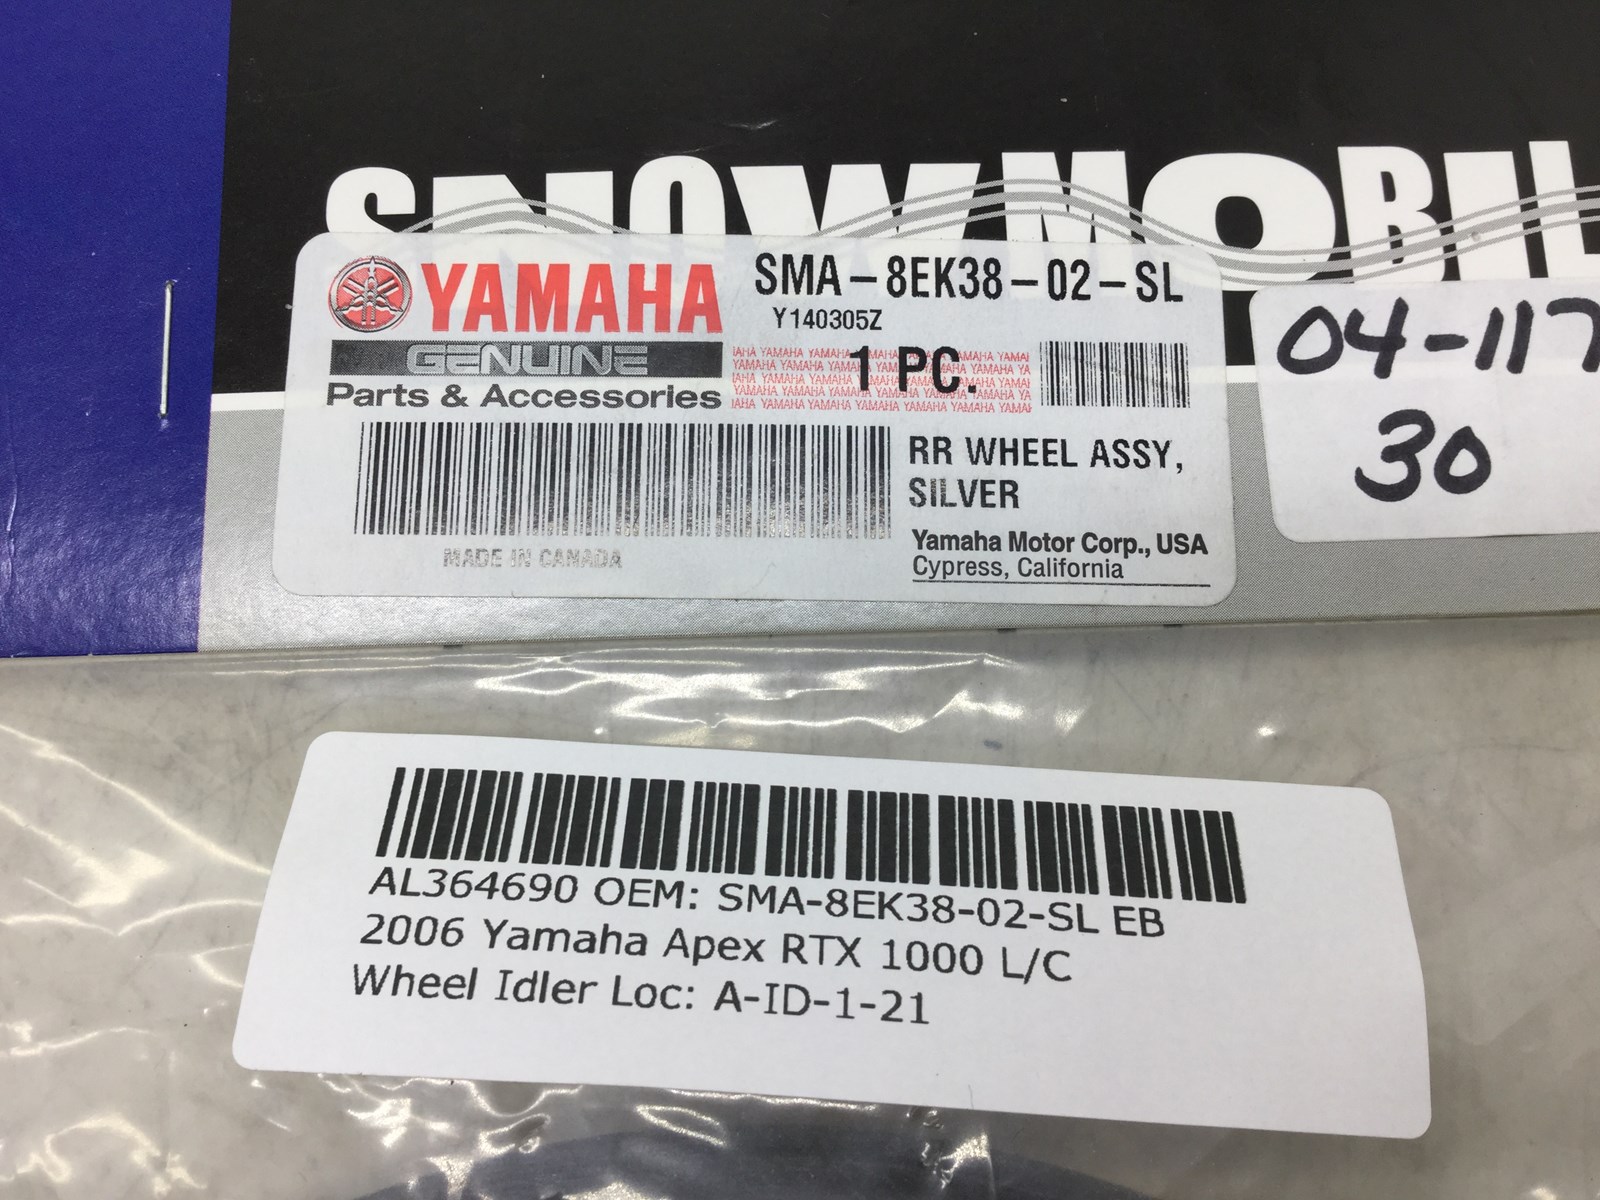 SNOWMOBIL
YAMAHA
GENUINE
Parts & Accessories
SMA-8EK38-02-SL
Y140305Z
1 PC.
RR WHEEL ASSY,
SILVER
Yamaha Motor Corp., USA
Cypress, California
MADE IN CANADA
04-117
30
AL364690 OEM: SMA-8EK38-02-SL EB
2006 Yamaha Apex RTX 1000 L/C
Wheel Idler Loc: A-ID-1-21